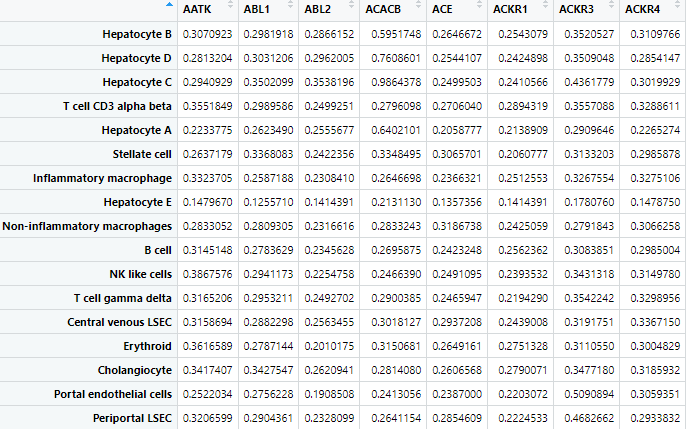 AATK ABL1 ABL2 ACACB ACE ACKR1 ACKR3 ACKR4
Hepatocyte B 0.3070923 0.2981918 0.2866152 0.5951748 0.2646672 0.2543079 0.3520527 0.3109766
Hepatocyte D 0.2813204 0.3031206 0.2962005 0.7608601 0.2544107 0.2424898 0.3509048 0.2854147
Hepatocyte C 0.2940929 0.3502099 0.3538196 0.9864378 0.2499503 0.2410566 0.4361779 0.3019929
T cell CD3 alpha beta 0.3551849 0.2989586 0.2499251 0.2796098 0.2706040 0.2894319 0.3557088 0.3288611
Hepatocyte A 0.2233775 0.2623490 0.2555677 0.6402101 0.2058777 0.2138909 0.2909646 0.2265274
Stellate cell 0.2637179 0.3368083 0.2422356 0.3348495 0.3065701 0.2060777 0.3133203 0.2985878
Inflammatory macrophage 0.3323705 0.2587188 0.2308410 0.2646698 0.2366321 0.2512553 0.3267554 0.3275106
Hepatocyte E 0.1479670 0.1255710 0.1414391 0.2131130 0.1357356 0.1414391 0.1780760 0.1478750
Non-inflammatory macrophages 0.2833052 0.2809305 0.2316616 0.2833243 0.3186738 0.2425059 0.2791843 0.3066258
B cell 0.3145148 0.2783629 0.2345628 0.2695875 0.2423248 0.2562362 0.3083851 0.2985004
NK like cells 0.3867576 0.2941173 0.2254758 0.2466390 0.2491095 0.2393532 0.3431318 0.3149780
T cell gamma delta 0.3165206 0.2953211 0.2492702 0.2900385 0.2465947 0.2194290 0.3542242 0.3298956
Central venous LSEC 0.3158694 0.2882298 0.2563455 0.3018127 0.2937208 0.2439008 0.3191751 0.3367150
Erythroid 0.3616589 0.2787144 0.2010175 0.3150681 0.2649161 0.2751328 0.3110550 0.3004829
Cholangiocyte 0.3417407 0.3427547 0.2620941 0.2814080 0.2606568 0.2790071 0.3477180 0.3185932
Portal endothelial cells 0.2522034 0.2756228 0.1908508 0.2413056 0.2387000 0.2203072 0.5090894 0.3059351
Periportal LSEC 0.3206599 0.2904361 0.2328099 0.2641154 0.2854609 0.2224533 0.4682662 0.2933832